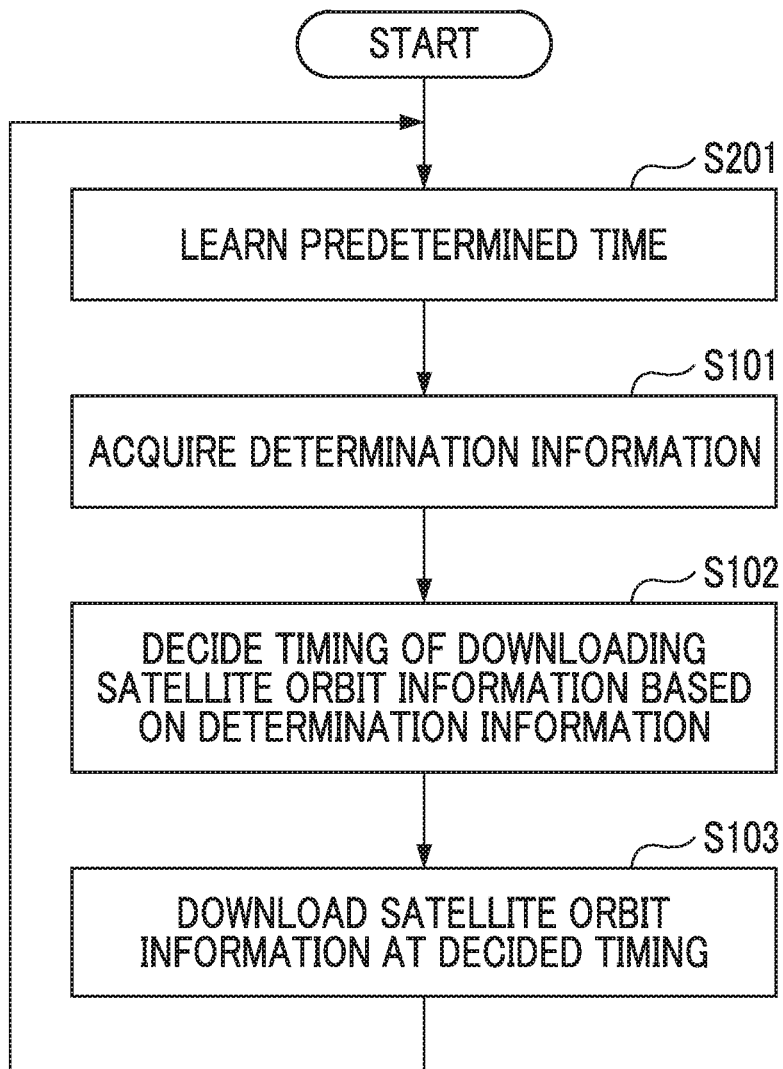 START
S201
LEARN PREDETERMINED TIME
S101
ACQUIRE DETERMINATION INFORMATION
S102
DECIDE TIMING OF DOWNLOADING
SATELLITE ORBIT INFORMATION BASED
ON DETERMINATION INFORMATION
S103
DOWNLOAD SATELLITE ORBIT
INFORMATION AT DECIDED TIMING